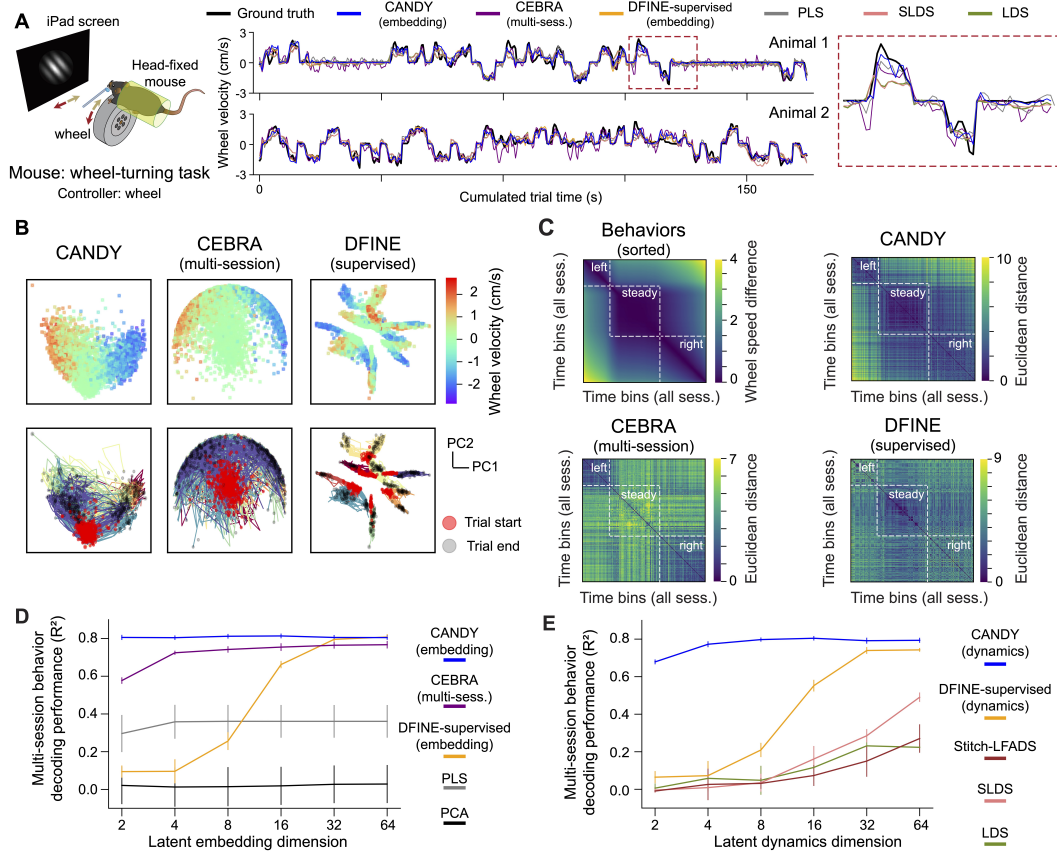 A
iPad screen
Head-fixed
mouse
wheel
Mouse: wheel-turning task
Controller: wheel
Ground truth
CANDY
(embedding)
CEBRA
(multi-sess.)
DFINE-supervised
(embedding)
PLS
SLDS
LDS
Wheel velocity (cm/s)
3
0
-3
Animal 1
3
0
-3
Animal 2
0
150
Cumulated trial time (s)
B
CANDY
CEBRA
(multi-session)
DFINE
(supervised)
2
1
0
-1
-2
Wheel velocity (cm/s)
PC2
PC1
Trial start
Trial end
C
Behaviors
(sorted)
Time bins (all sess.)
left
steady
right
Time bins (all sess.)
4
2
0
Wheel speed difference
CANDY
Time bins (all sess.)
left
steady
right
Time bins (all sess.)
10
0
Euclidean distance
CEBRA
(multi-session)
Time bins (all sess.)
left
steady
right
Time bins (all sess.)
7
0
Euclidean distance
DFINE
(supervised)
Time bins (all sess.)
left
steady
right
Time bins (all sess.)
9
0
Euclidean distance
D
Multi-session behavior
decoding performance (R²)
0.8
0.6
0.4
0.2
0.0
2 4 8 16 32 64
Latent embedding dimension
CANDY
(embedding)
CEBRA
(multi-sess.)
DFINE-supervised
(embedding)
PLS
PCA
E
Multi-session behavior
decoding performance (R²)
0.8
0.6
0.4
0.2
0.0
2 4 8 16 32 64
Latent dynamics dimension
CANDY
(dynamics)
DFINE-supervised
(dynamics)
Stitch-LFADS
SLDS
LDS